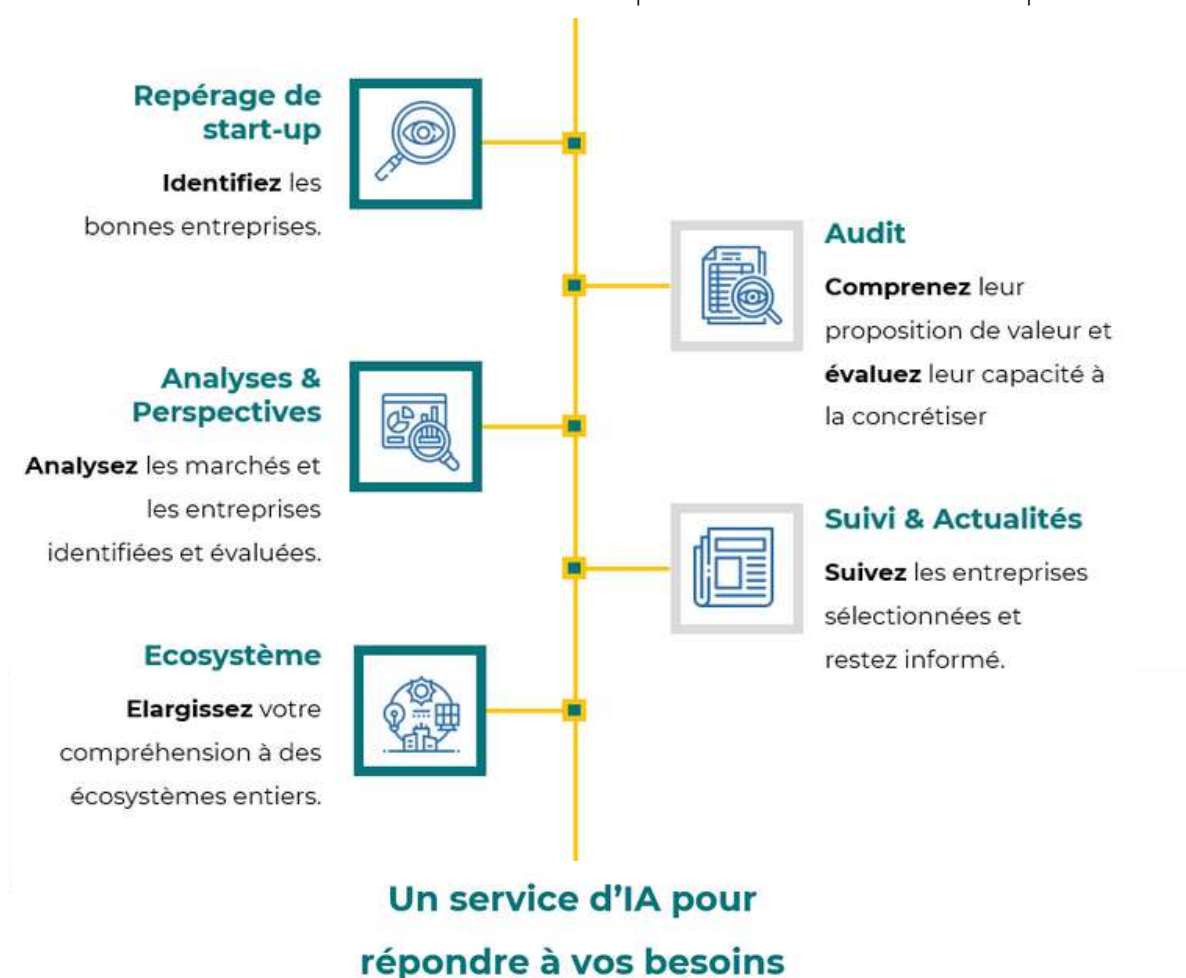 Repérage de
start-up
Identifiez les
bonnes entreprises.
Audit
Comprenez leur
proposition de valeur et
évaluez leur capacité à
la concrétiser
Analyses &
Perspectives
Analysez les marchés et
les entreprises
identifiées et évaluées.
Suivi & Actualités
Suivez les entreprises
sélectionnées et
restez informé.
Ecosystème
Elargissez votre
compréhension à des
écosystèmes entiers.
Un service d’IA pour
répondre à vos besoins